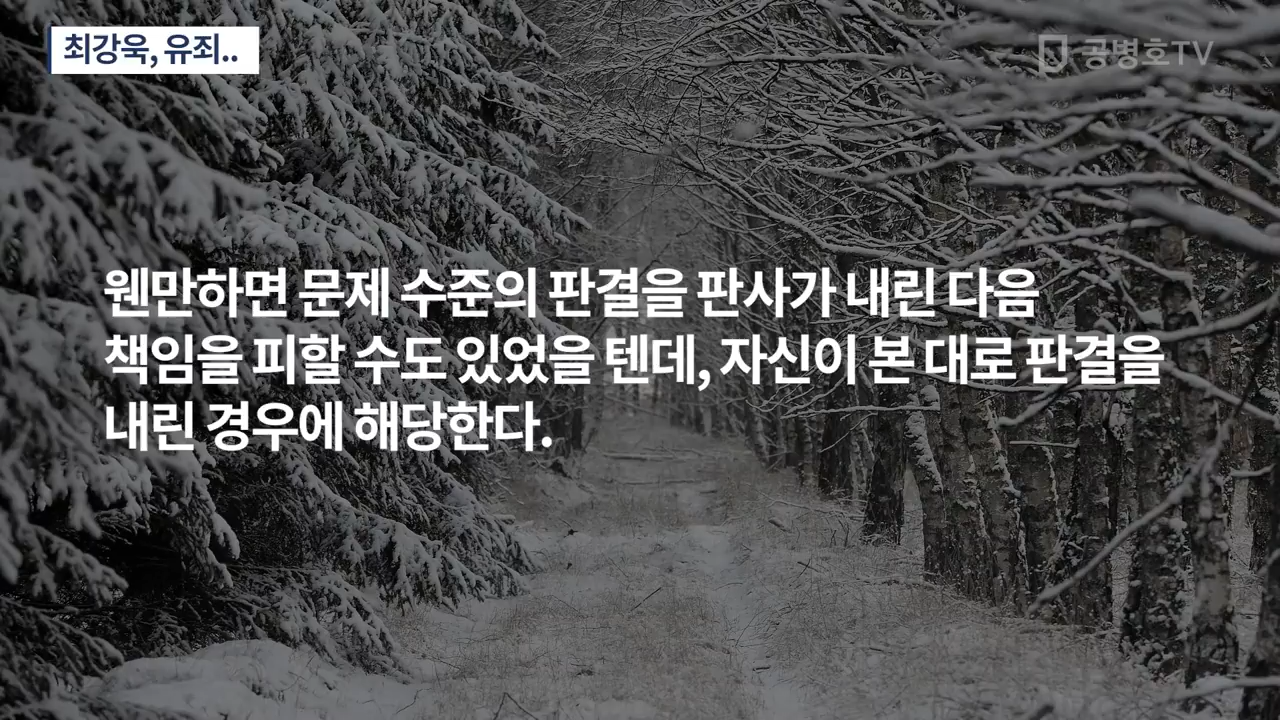 최강욱, 유죄..
공병호TV
웬만하면 문제 수준의 판결을 판사가 내린 다음
책임을 피할 수도 있었을 텐데, 자신이 본 대로 판결을
내린 경우에 해당한다.